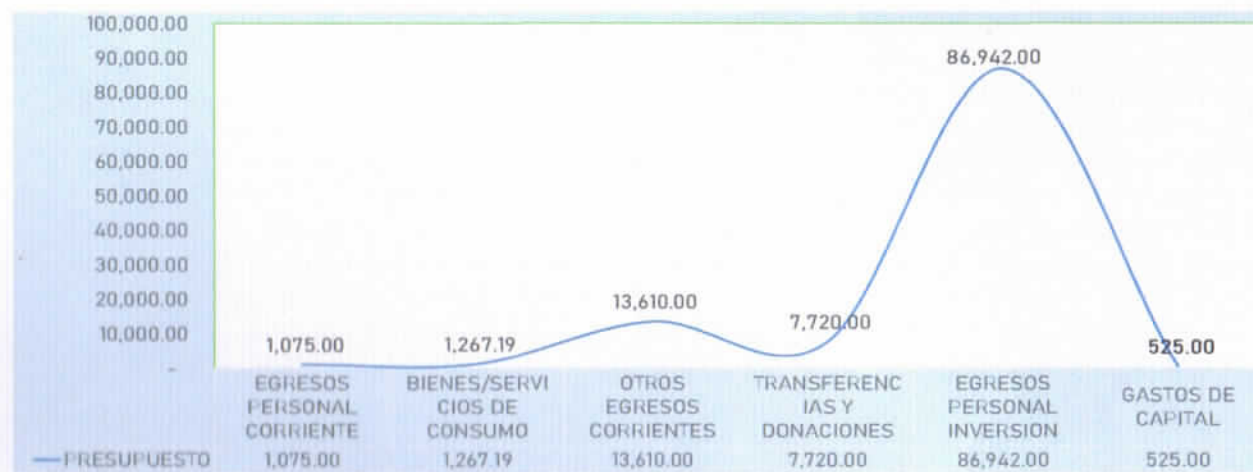 100,000.00
90,000.00
80,000.00
70,000.00
60,000.00
50,000.00
40,000.00
30,000.00
20,000.00
10,000.00
-
1,075.00
1,267.19
13,610.00
7,720.00
86,942.00
525.00
EGRESOS
PERSONAL
CORRIENTE
BIENES/SERVI
CIOS DE
CONSUMO
OTROS
EGRESOS
CORRIENTES
TRANSFERENC
IAS Y
DONACIONES
EGRESOS
PERSONAL
INVERSION
GASTOS DE
CAPITAL
PRESUPUESTO 1,075.00 1,267.19 13,610.00 7,720.00 86,942.00 525.00